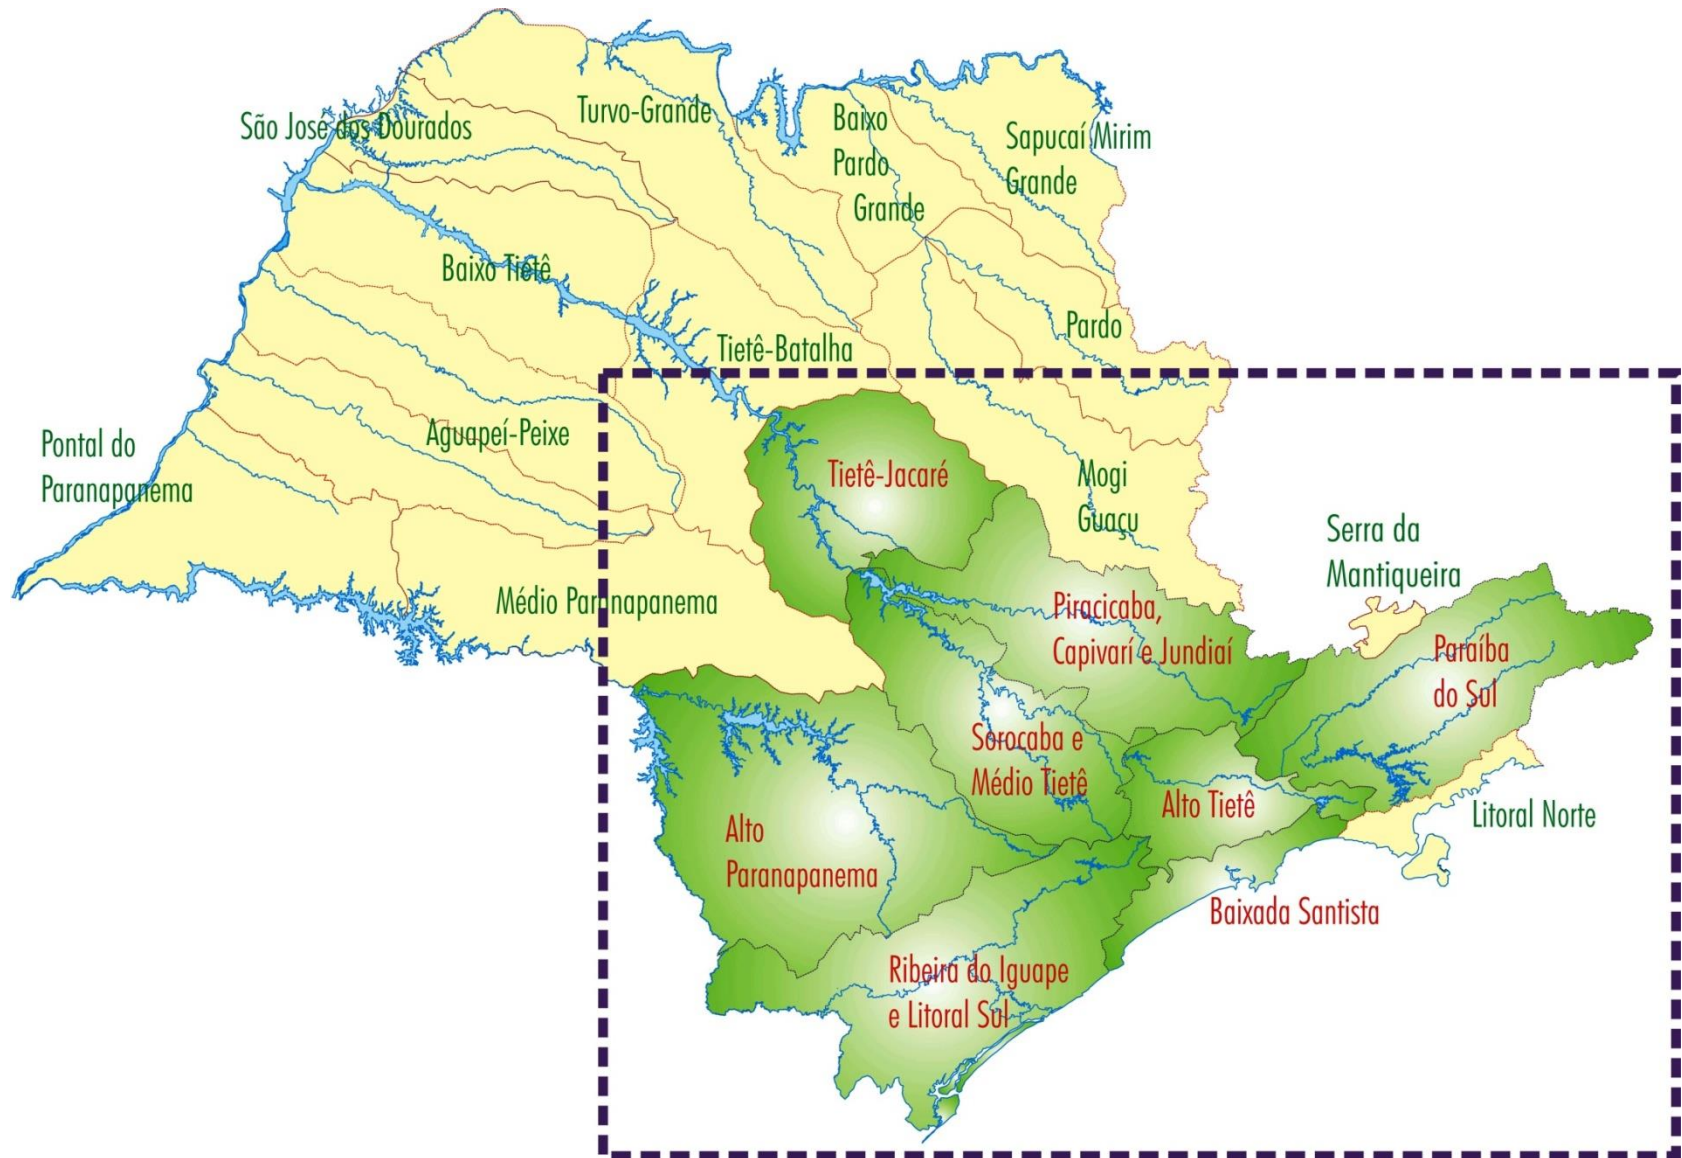 São José dos Dourados
Turvo-Grande
Baixo
Pardo
Grande
Sapucaí Mirim
Grande
Baixo Tietê
Tietê-Batalha
Pardo
Pontal do
Paranapanema
Aguapeí-Peixe
Tietê-Jacaré
Mogi
Guaçu
Serra da
Mantiqueira
Médio Paranapanema
Piracicaba,
Capivarí e Jundiaí
Paraíba
do Sul
Sorocaba e
Médio Tietê
Alto Tietê
Litoral Norte
Alto
Paranapanema
Baixada Santista
Ribeira do Iguape
e Litoral Sul